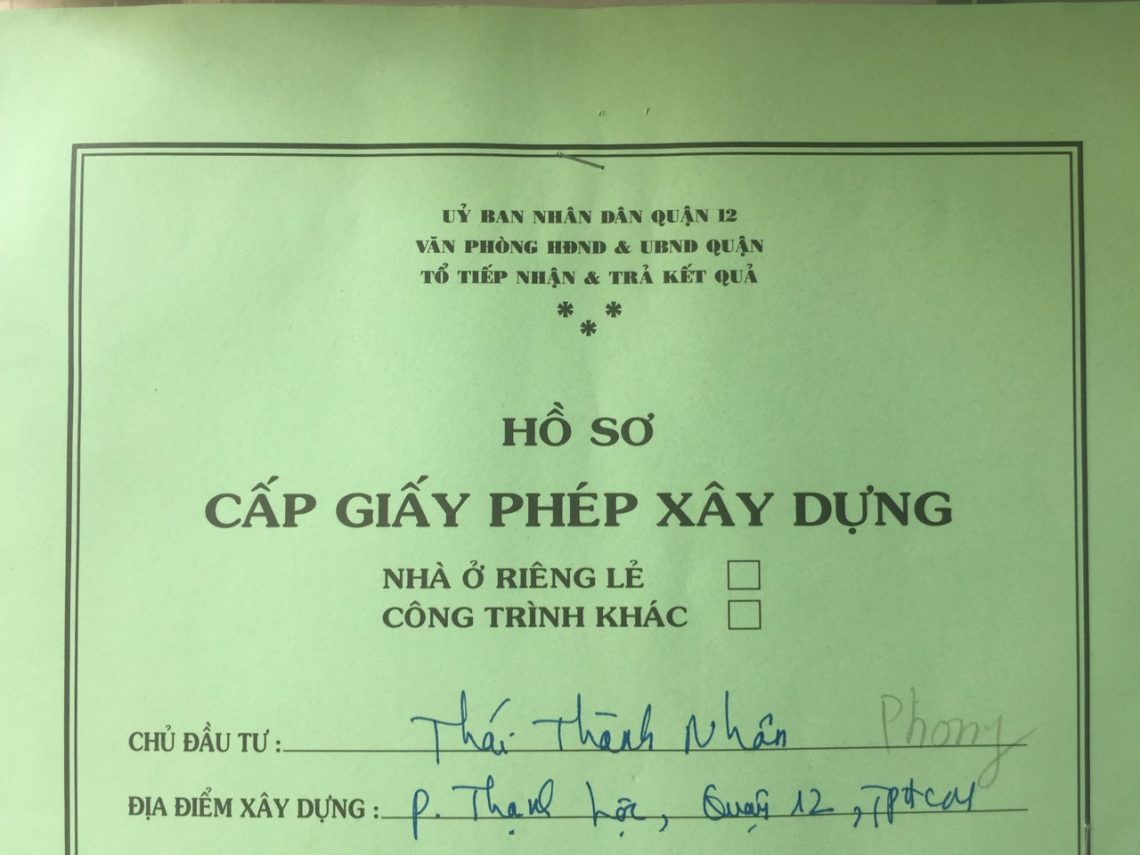 UỶ BAN NHÂN DÂN QUẬN 12
VĂN PHÒNG HĐND & UBND QUẬN
TỔ TIẾP NHẬN & TRẢ KẾT QUẢ
* * *
HỒ SƠ
CẤP GIẤY PHÉP XÂY DỰNG
NHÀ Ở RIÊNG LẺ
CÔNG TRÌNH KHÁC
CHỦ ĐẦU TƯ : Thái Thành Nhân Phong
ĐỊA ĐIỂM XÂY DỰNG : P. Thạnh Lộc, Quận 12, TPHCM